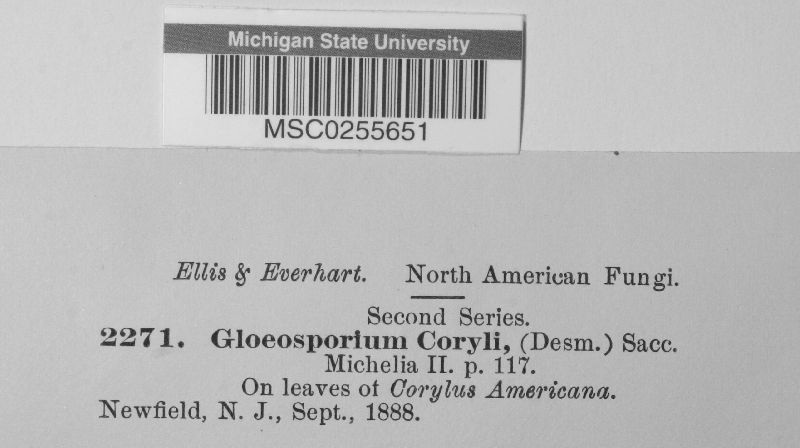 Michigan State University
MSC0255651
Ellis & Everhart. North American Fungi.
Second Series.
2271. Gloeosporium Coryli, (Desm.) Sacc.
Michelia II. p. 117.
On leaves of Corylus Americana.
Newfield, N. J., Sept., 1888.